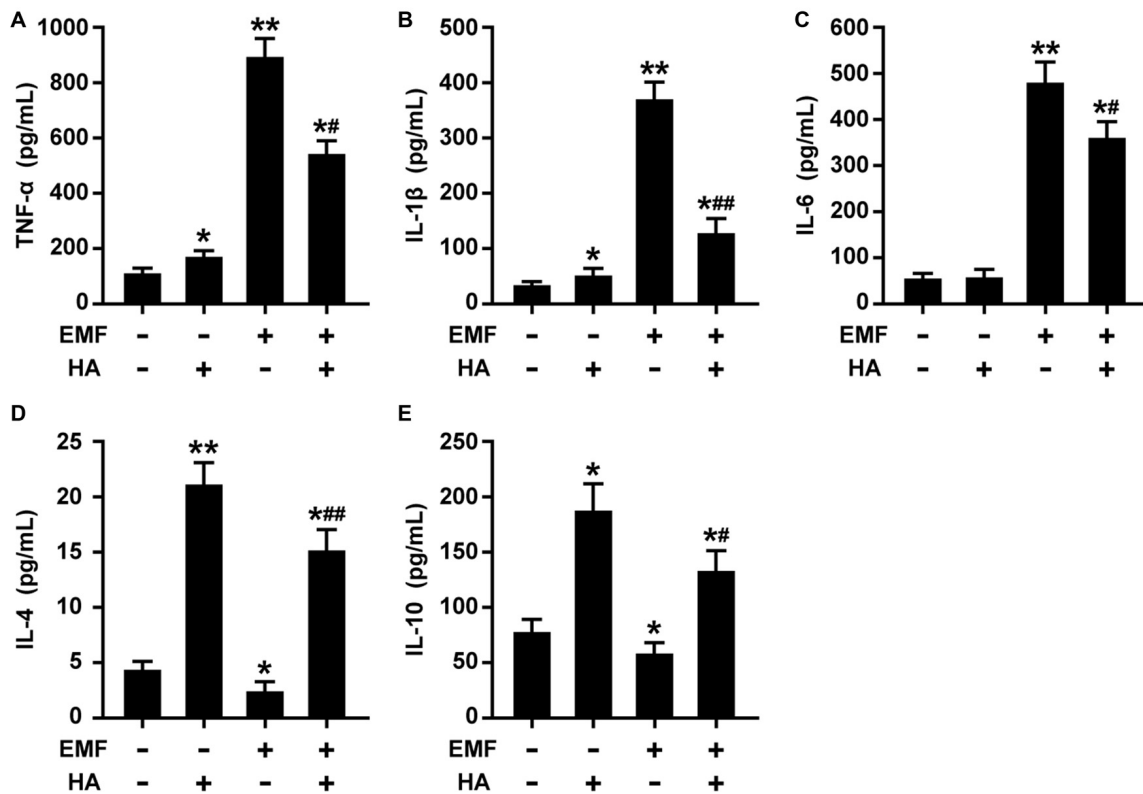 A
TNF-α (pg/mL)
1000
800
600
400
200
0
*
**
*#
EMF - - + +
HA - + - +
B
IL-1β (pg/mL)
500
400
300
200
100
0
*
**
*##
- - + +
- + - +
C
IL-6 (pg/mL)
600
500
400
300
200
100
0
**
*#
EMF - - + +
HA - + - +
D
IL-4 (pg/mL)
25
20
15
10
5
0
**
*
*##
EMF - - + +
HA - + - +
E
IL-10 (pg/mL)
250
200
150
100
50
0
*
*
*#
EMF - - + +
HA - + - +